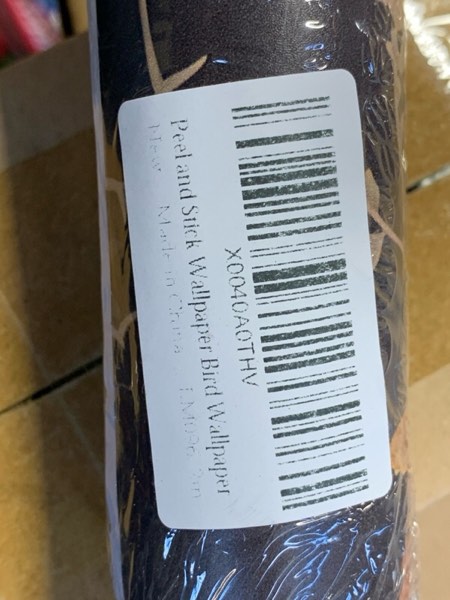 X0040A0THV
Peel and Stick Wallpaper Bird Wallpaper
New Made in China